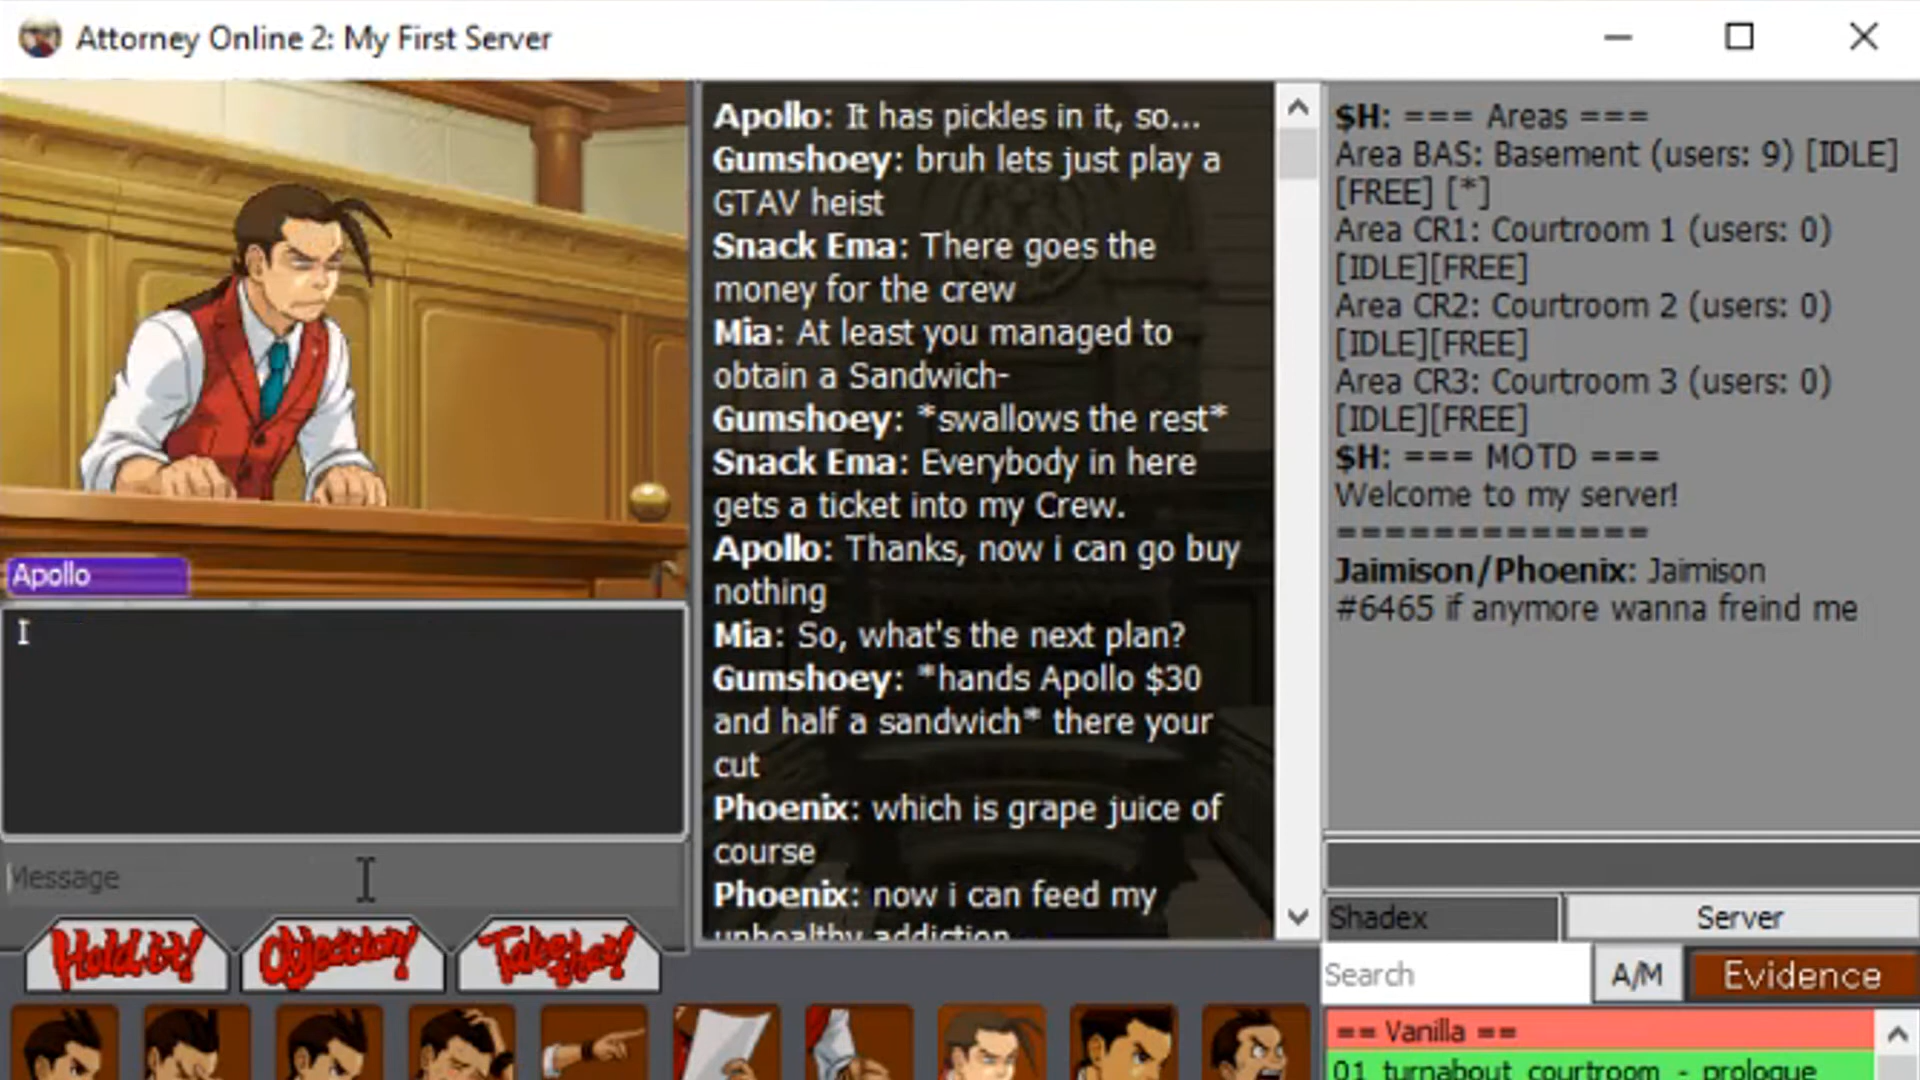 Attorney Online 2: My First Server
Apollo
I
Message
Hold it!
Objection!
Take that!
Apollo: It has pickles in it, so...
Gumshoey: bruh lets just play a
GTAV heist
Snack Ema: There goes the
money for the crew
Mia: At least you managed to
obtain a Sandwich-
Gumshoey: *swallows the rest*
Snack Ema: Everybody in here
gets a ticket into my Crew.
Apollo: Thanks, now i can go buy
nothing
Mia: So, what's the next plan?
Gumshoey: *hands Apollo $30
and half a sandwich* there your
cut
Phoenix: which is grape juice of
course
Phoenix: now i can feed my
unhealthy addiction
$H: === Areas ===
Area BAS: Basement (users: 9) [IDLE]
[FREE] [*]
Area CR1: Courtroom 1 (users: 0)
[IDLE][FREE]
Area CR2: Courtroom 2 (users: 0)
[IDLE][FREE]
Area CR3: Courtroom 3 (users: 0)
[IDLE][FREE]
$H: === MOTD ===
Welcome to my server!
=============
Jaimison/Phoenix: Jaimison
#6465 if anymore wanna freind me
Shadex
Server
Search
A/M
Evidence
== Vanilla ==
01 turnabout courtroom - prologue